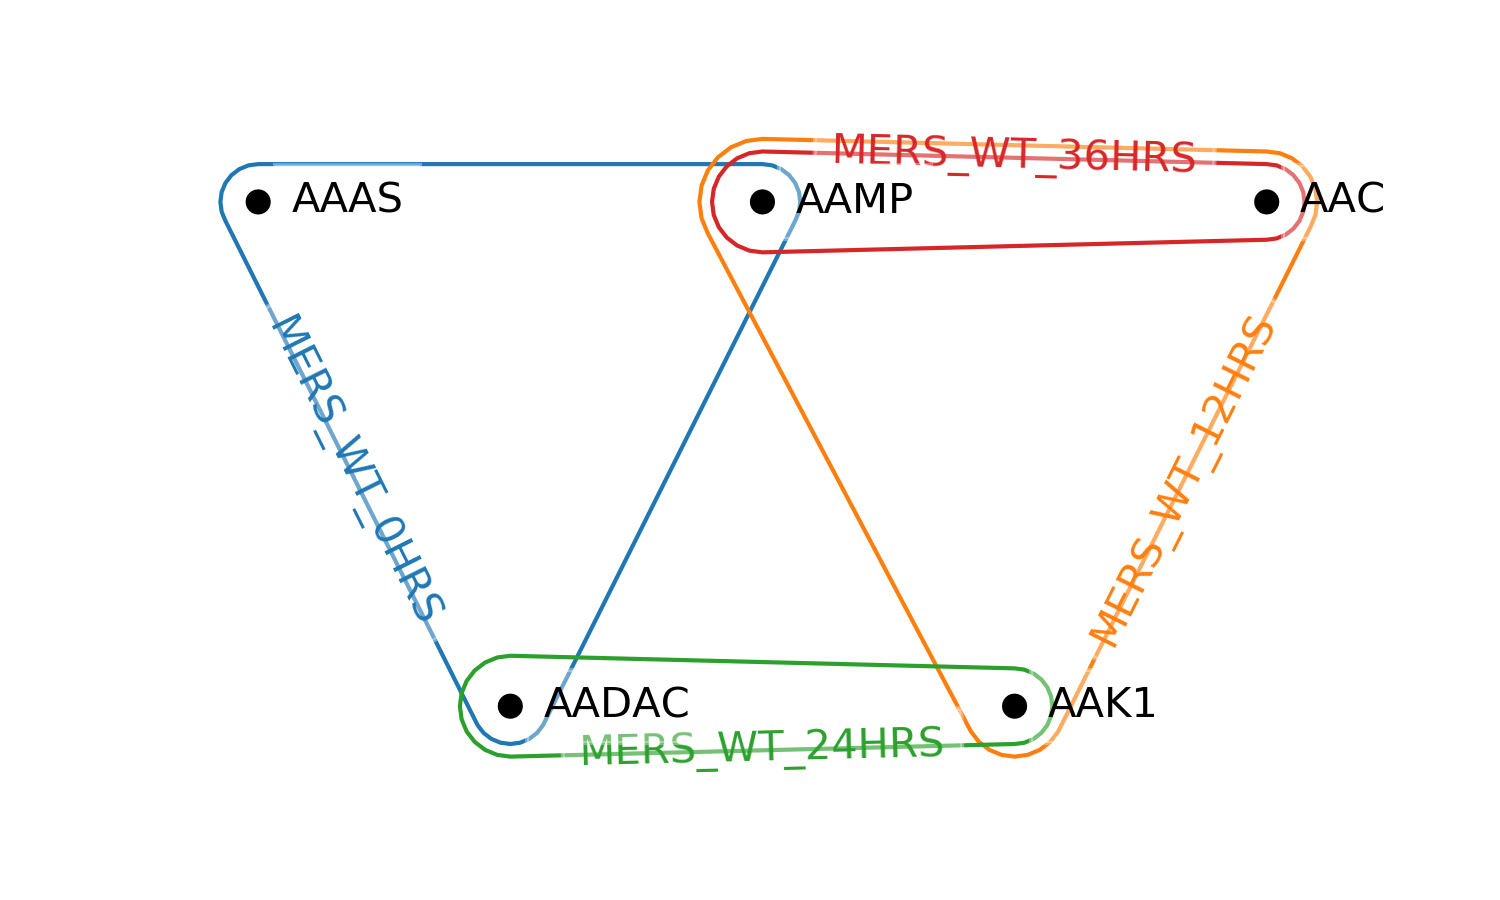 MERS_WT_36HRS
AAAS
AAMP
AAC
MERS_WT_0HRS
MERS_WT_12HRS
AADAC
AAK1
MERS_WT_24HRS